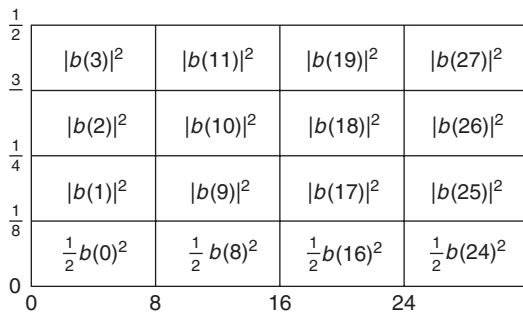 1/2
|b(3)|² |b(11)|² |b(19)|² |b(27)|²
3
|b(2)|² |b(10)|² |b(18)|² |b(26)|²
1/4
|b(1)|² |b(9)|² |b(17)|² |b(25)|²
1/8
1/2 b(0)² 1/2 b(8)² 1/2 b(16)² 1/2 b(24)²
0
0 8 16 24